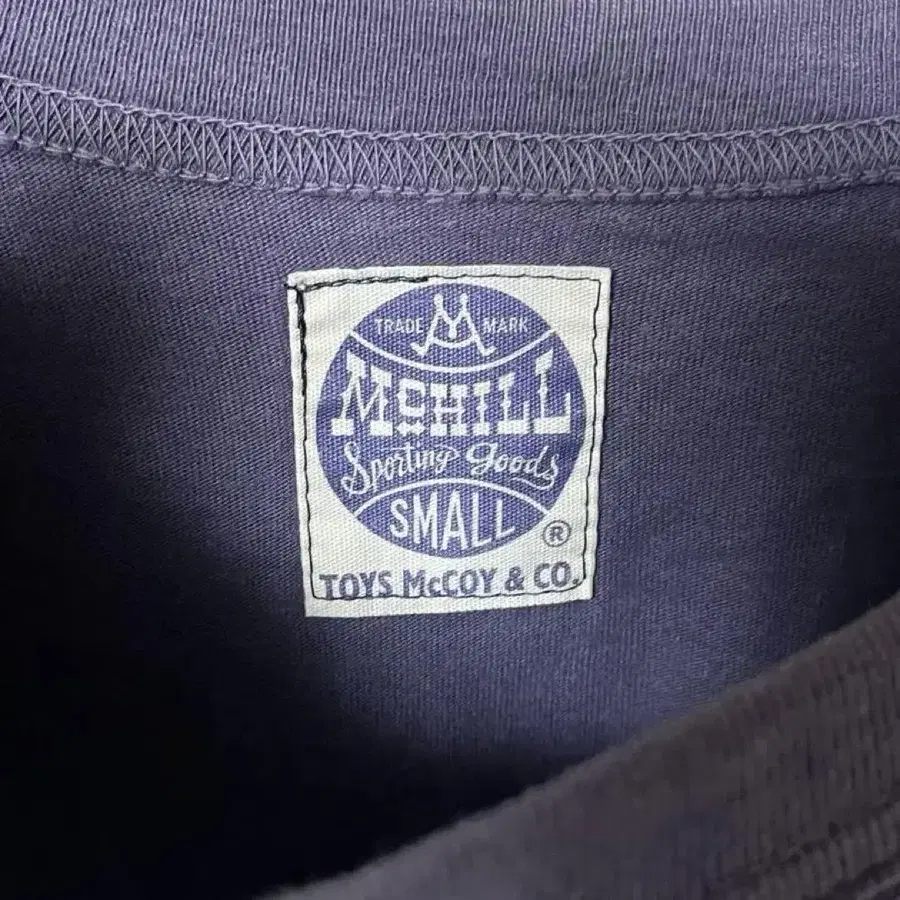 TRADE MARK
McHILL
Sporting Goods
SMALL
®
TOYS McCOY & CO.